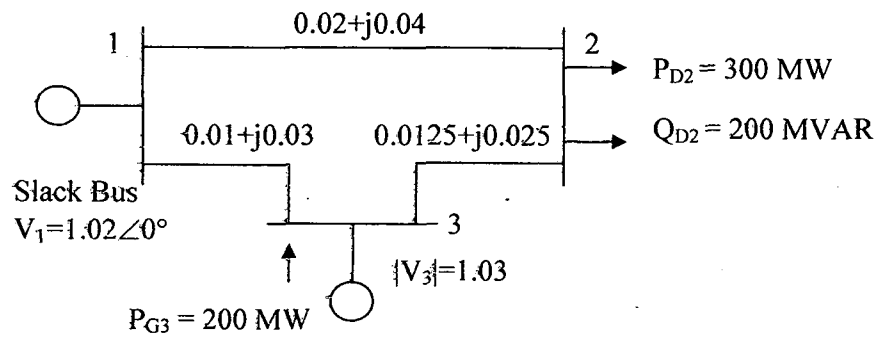 0.02+j0.04
1
2
P_D2 = 300 MW
0.01+j0.03
0.0125+j0.025
Q_D2 = 200 MVAR
Slack Bus
V_1=1.02∠0°
3
|V_3|=1.03
P_G3 = 200 MW